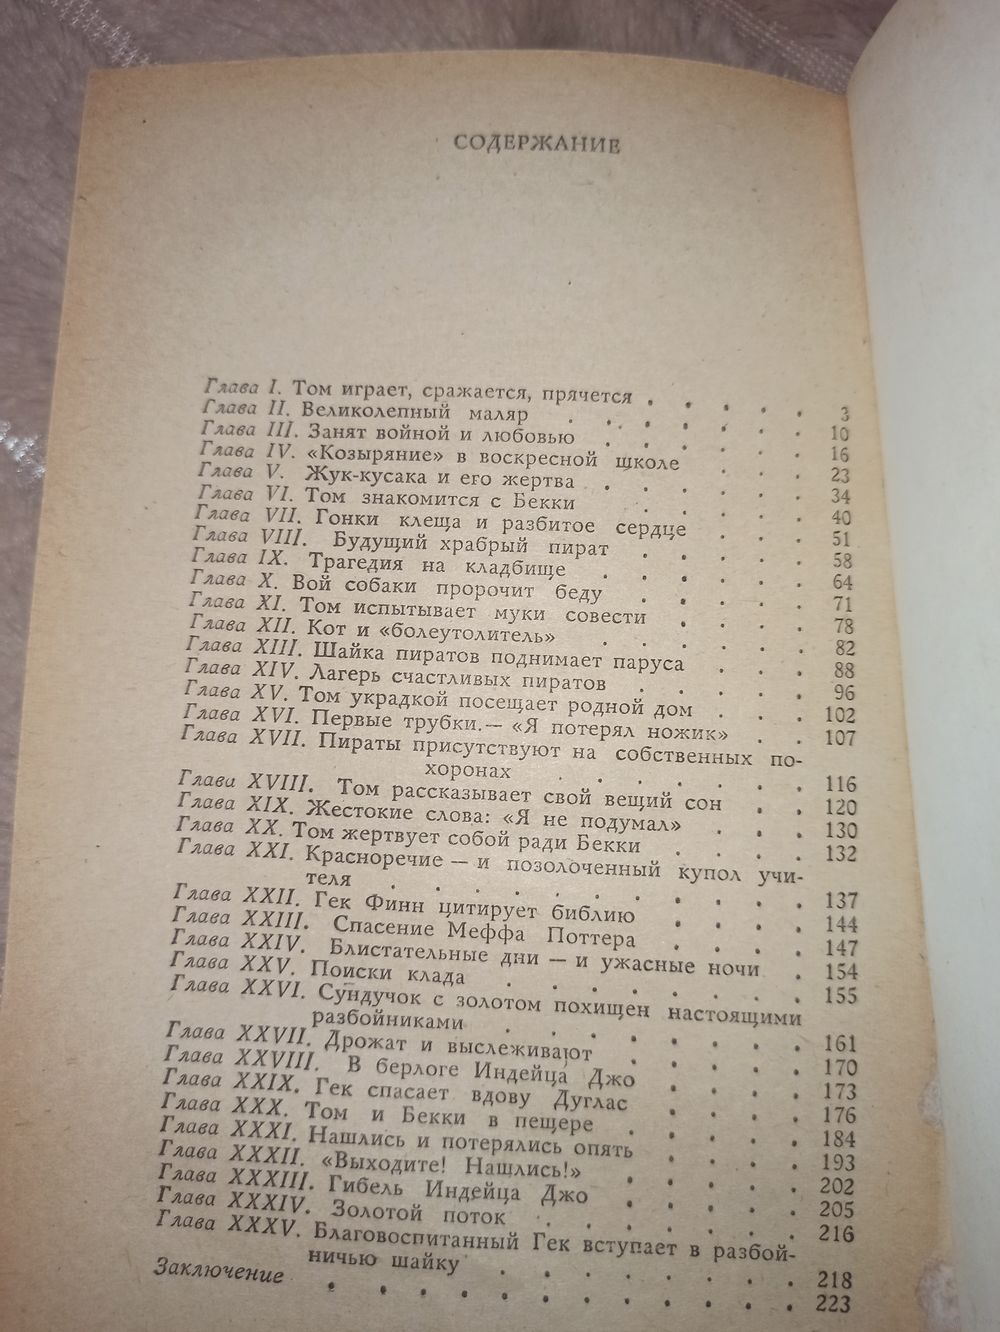 СОДЕРЖАНИЕ
Глава I. Том играет, сражается, прячется . . . . . 3
Глава II. Великолепный маляр . . . . . . 10
Глава III. Занят войной и любовью . . . . . . 16
Глава IV. «Козыряние» в воскресной школе . . . 23
Глава V. Жук-кусака и его жертва . . . . . . 34
Глава VI. Том знакомится с Бекки . . . . . 40
Глава VII. Гонки клеща и разбитое сердце . . . 51
Глава VIII. Будущий храбрый пират . . . . . 58
Глава IX. Трагедия на кладбище . . . . . . 64
Глава X. Вой собаки пророчит беду . . . . . 71
Глава XI. Том испытывает муки совести . . . . 78
Глава XII. Кот и «болеутолитель» . . . . . 82
Глава XIII. Шайка пиратов поднимает паруса . . . 88
Глава XIV. Лагерь счастливых пиратов . . . . . 96
Глава XV. Том украдкой посещает родной дом . . . 102
Глава XVI. Первые трубки.— «Я потерял ножик» . . 107
Глава XVII. Пираты присутствуют на собственных по-
хоронах . . . . . . . 116
Глава XVIII. Том рассказывает свой вещий сон . . 120
Глава XIX. Жестокие слова: «Я не подумал» . . . 130
Глава XX. Том жертвует собой ради Бекки . . . . 132
Глава XXI. Красноречие — и позолоченный купол учи-
теля . . . . . . . . . . 137
Глава XXII. Гек Финн цитирует библию . . . . 144
Глава XXIII. Спасение Меффа Поттера . . . . 147
Глава XXIV. Блистательные дни — и ужасные ночи . 154
Глава XXV. Поиски клада . . . . . . . . 155
Глава XXVI. Сундучок с золотом похищен настоящими
разбойниками . . . . . . . . 161
Глава XXVII. Дрожат и выслеживают . . . . . 170
Глава XXVIII. В берлоге Индейца Джо . . . . 173
Глава XXIX. Гек спасает вдову Дуглас . . . . 176
Глава XXX. Том и Бекки в пещере . . . . . 184
Глава XXXI. Нашлись и потерялись опять . . . . 193
Глава XXXII. «Выходите! Нашлись!» . . . . . 202
Глава XXXIII. Гибель Индейца Джо . . . . . 205
Глава XXXIV. Золотой поток . . . . . . . 216
Глава XXXV. Благовоспитанный Гек вступает в разбой-
ничью шайку . . . . . . . . 218
Заключение . . . . . . . . . . . 223